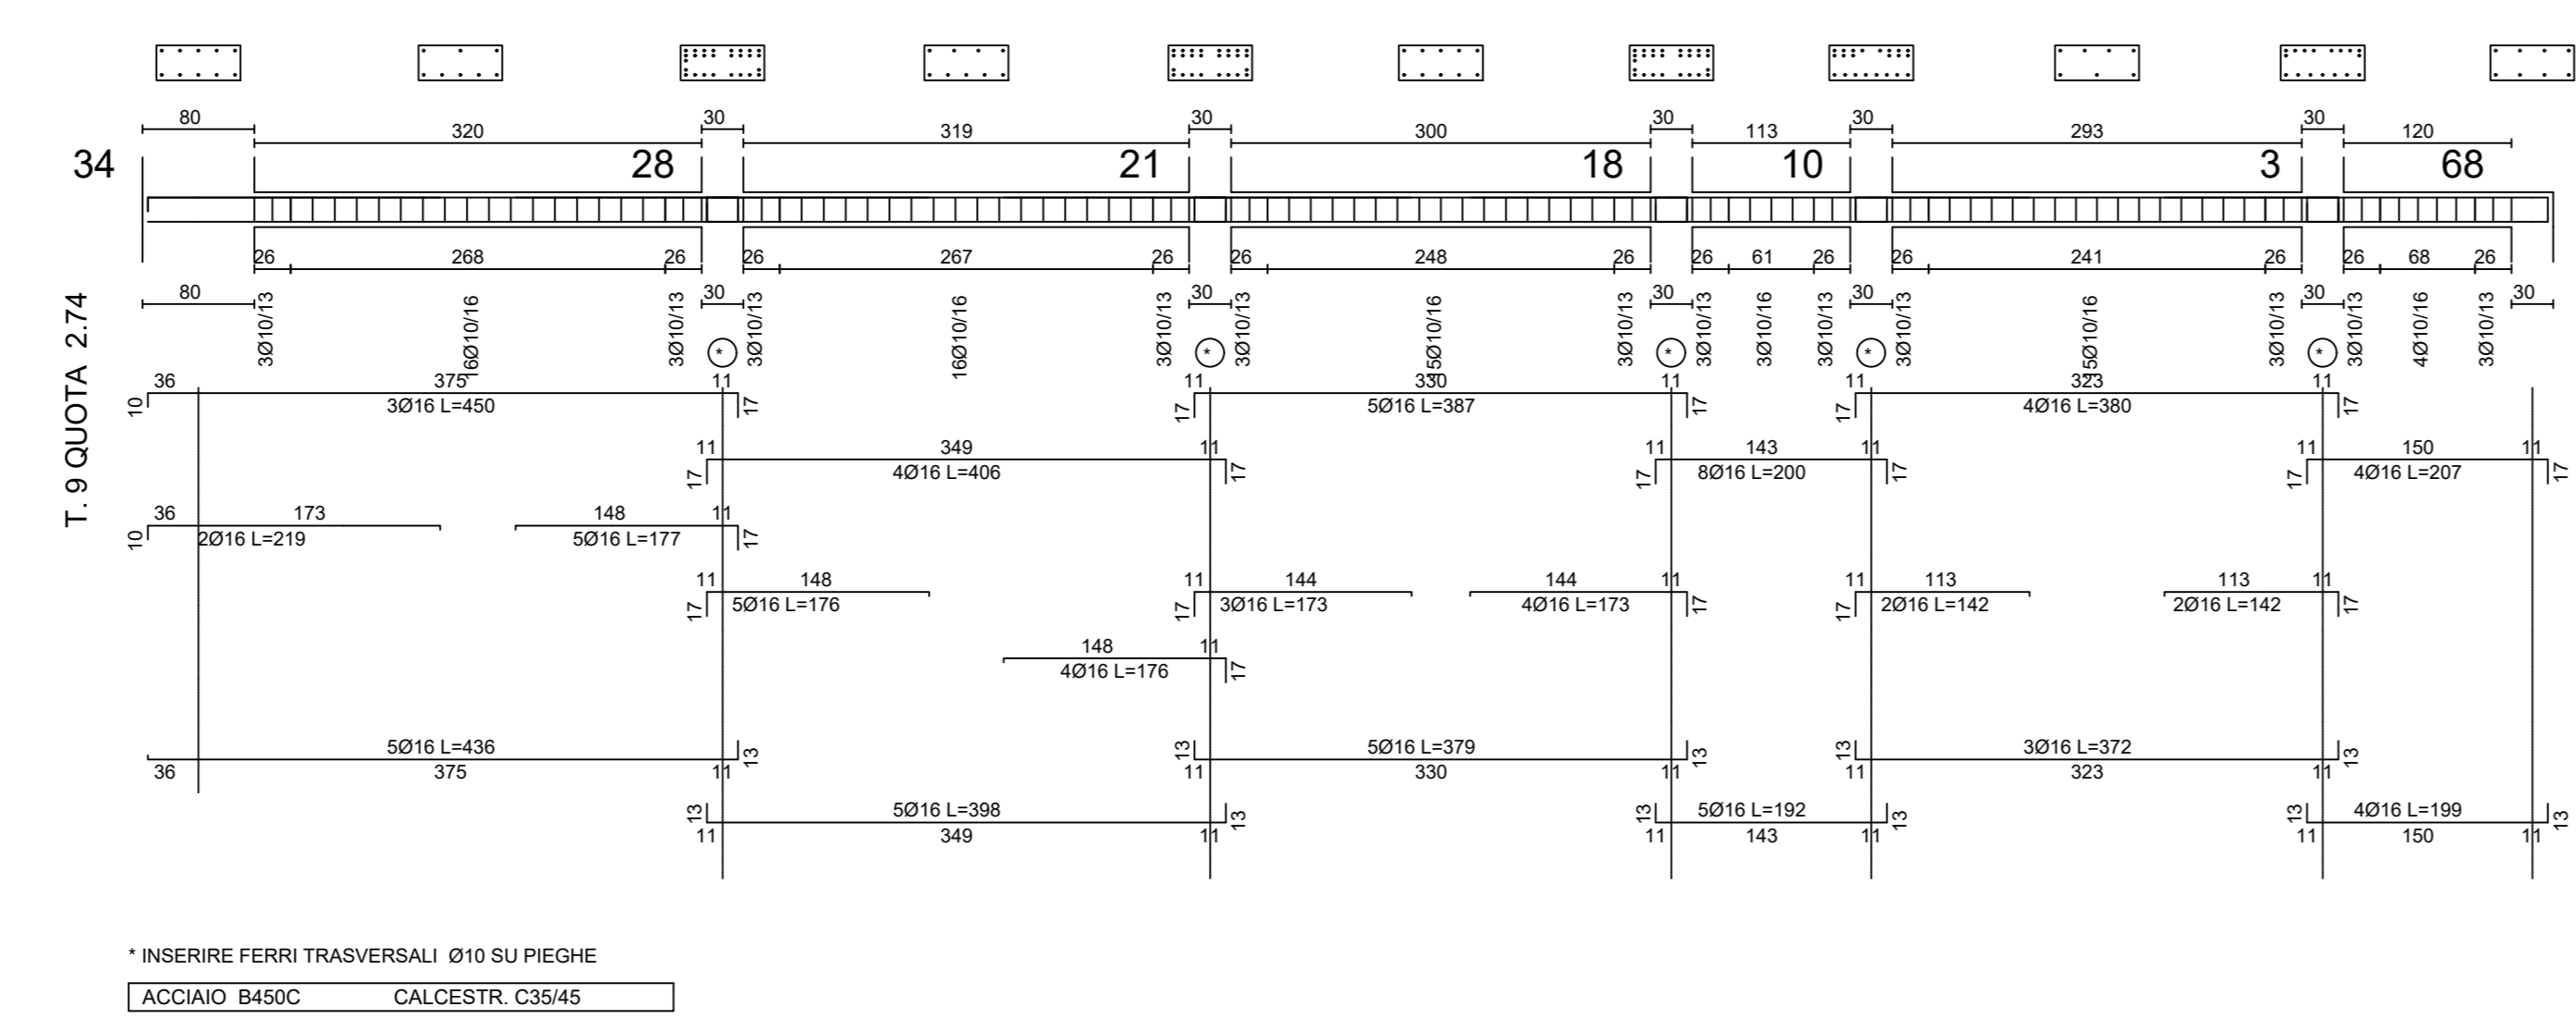 80 30 30 30 30 30
320 319 300 113 293 120
34 28 21 18 10 3 68
26 268 26 26 267 26 26 248 26 26 61 26 26 241 26 26 68 26
80 30 30 30 30 30 30
T. 9 QUOTA 2.74
3Ø10/13 16Ø10/16 3Ø10/13 3Ø10/13 16Ø10/16 3Ø10/13 3Ø10/13 15Ø10/16 3Ø10/13 3Ø10/13 3Ø10/16 3Ø10/13 3Ø10/13 15Ø10/16 3Ø10/13 3Ø10/13 4Ø10/16 3Ø10/13
* * * * *
36 375 11 11 330 11 11 323 11
10 3Ø16 L=450 17 17 5Ø16 L=387 17 17 4Ø16 L=380 17
11 349 11 11 143 11 11 150 11
17 4Ø16 L=406 17 17 8Ø16 L=200 17 17 4Ø16 L=207 17
36 173 148 11
10 2Ø16 L=219 5Ø16 L=177 17
11 148 11 144 144 11 11 113 113 11
17 5Ø16 L=176 17 3Ø16 L=173 4Ø16 L=173 17 17 2Ø16 L=142 2Ø16 L=142 17
148 11
4Ø16 L=176 17
5Ø16 L=436 13 13 5Ø16 L=379 13 13 3Ø16 L=372 13
36 375 11 11 330 11 11 323 11
13 5Ø16 L=398 13 13 5Ø16 L=192 13 13 4Ø16 L=199 13
11 349 11 11 143 11 11 150 11
* INSERIRE FERRI TRASVERSALI Ø10 SU PIEGHE
ACCIAIO B450C CALCESTR. C35/45